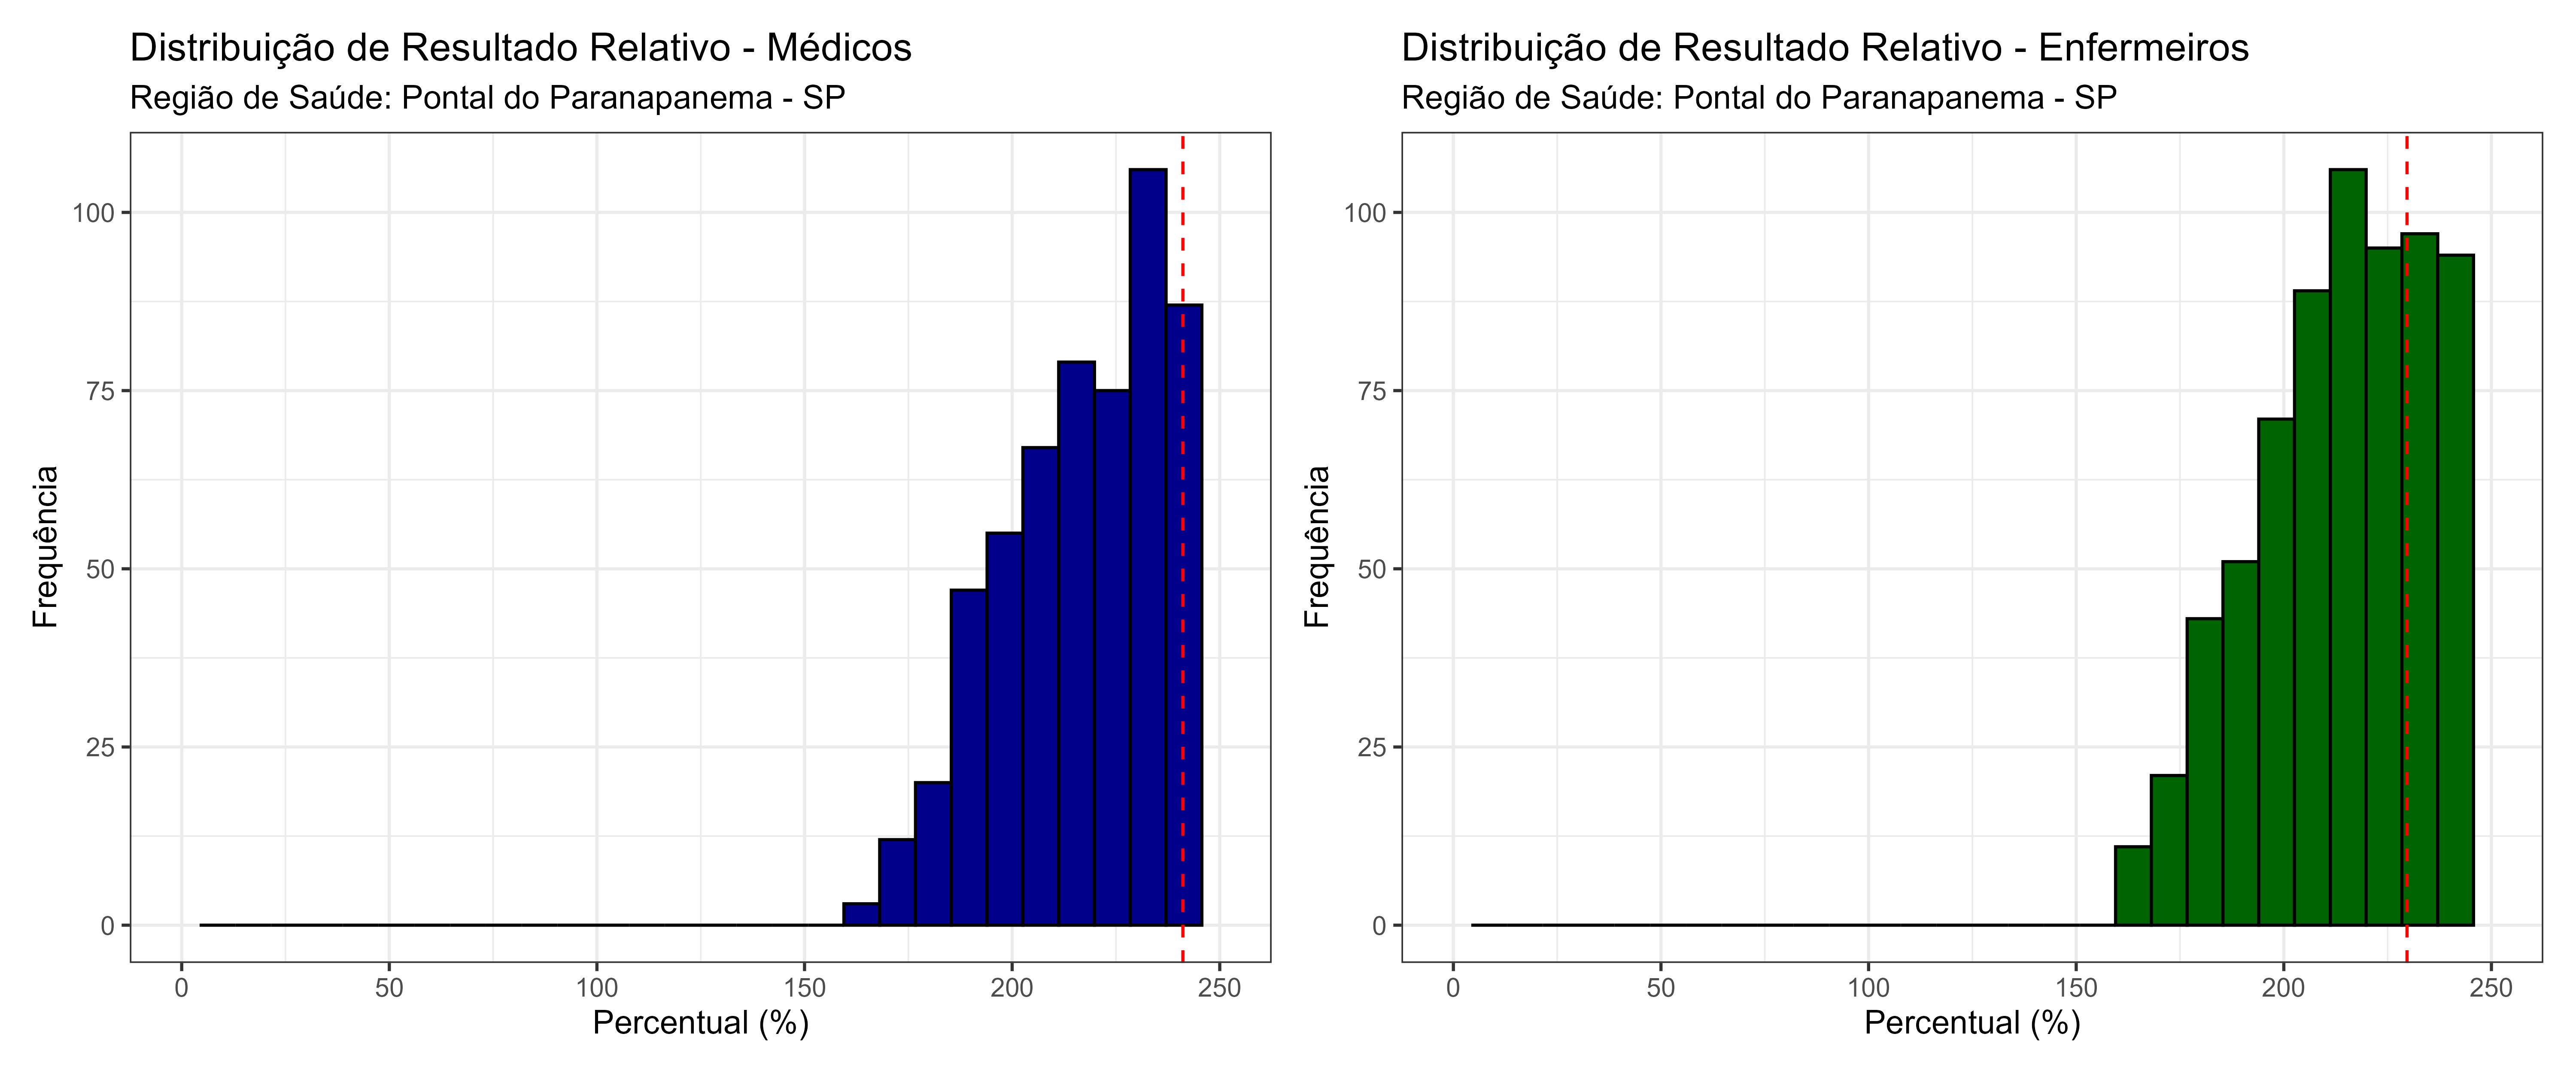 Distribuição de Resultado Relativo - Médicos
Região de Saúde: Pontal do Paranapanema - SP
Frequência
100
75
50
25
0
0 50 100 150 200 250
Percentual (%)
Distribuição de Resultado Relativo - Enfermeiros
Região de Saúde: Pontal do Paranapanema - SP
Frequência
100
75
50
25
0
0 50 100 150 200 250
Percentual (%)